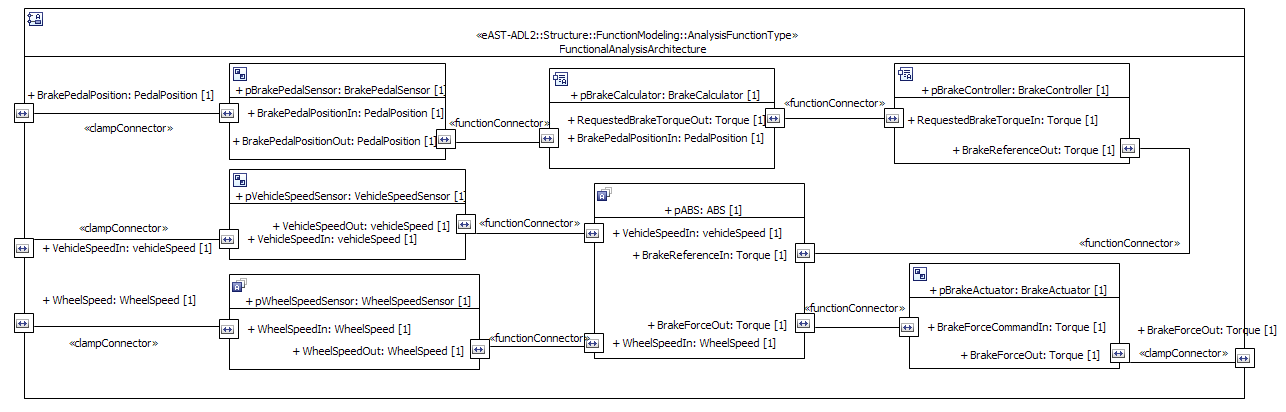 «eAST-ADL2::Structure::FunctionModeling::AnalysisFunctionType»
FunctionalAnalysisArchitecture
+ BrakePedalPosition: PedalPosition [1]
«clampConnector»
+ pBrakePedalSensor: BrakePedalSensor [1]
+ BrakePedalPositionIn: PedalPosition [1]
+ BrakePedalPositionOut: PedalPosition [1]
«functionConnector»
+ pBrakeCalculator: BrakeCalculator [1]
+ RequestedBrakeTorqueOut: Torque [1]
+ BrakePedalPositionIn: PedalPosition [1]
«functionConnector»
+ pBrakeController: BrakeController [1]
+ RequestedBrakeTorqueIn: Torque [1]
+ BrakeReferenceOut: Torque [1]
«functionConnector»
«clampConnector»
+ VehicleSpeedIn: vehicleSpeed [1]
+ pVehicleSpeedSensor: VehicleSpeedSensor [1]
+ VehicleSpeedOut: vehicleSpeed [1]
+ VehicleSpeedIn: vehicleSpeed [1]
«functionConnector»
+ pABS: ABS [1]
+ VehicleSpeedIn: vehicleSpeed [1]
+ BrakeReferenceIn: Torque [1]
+ BrakeForceOut: Torque [1]
+ WheelSpeedIn: WheelSpeed [1]
+ WheelSpeed: WheelSpeed [1]
«clampConnector»
+ pWheelSpeedSensor: WheelSpeedSensor [1]
+ WheelSpeedIn: WheelSpeed [1]
+ WheelSpeedOut: WheelSpeed [1]
«functionConnector»
«functionConnector»
+ pBrakeActuator: BrakeActuator [1]
+ BrakeForceCommandIn: Torque [1]
+ BrakeForceOut: Torque [1]
+ BrakeForceOut: Torque [1]
«clampConnector»